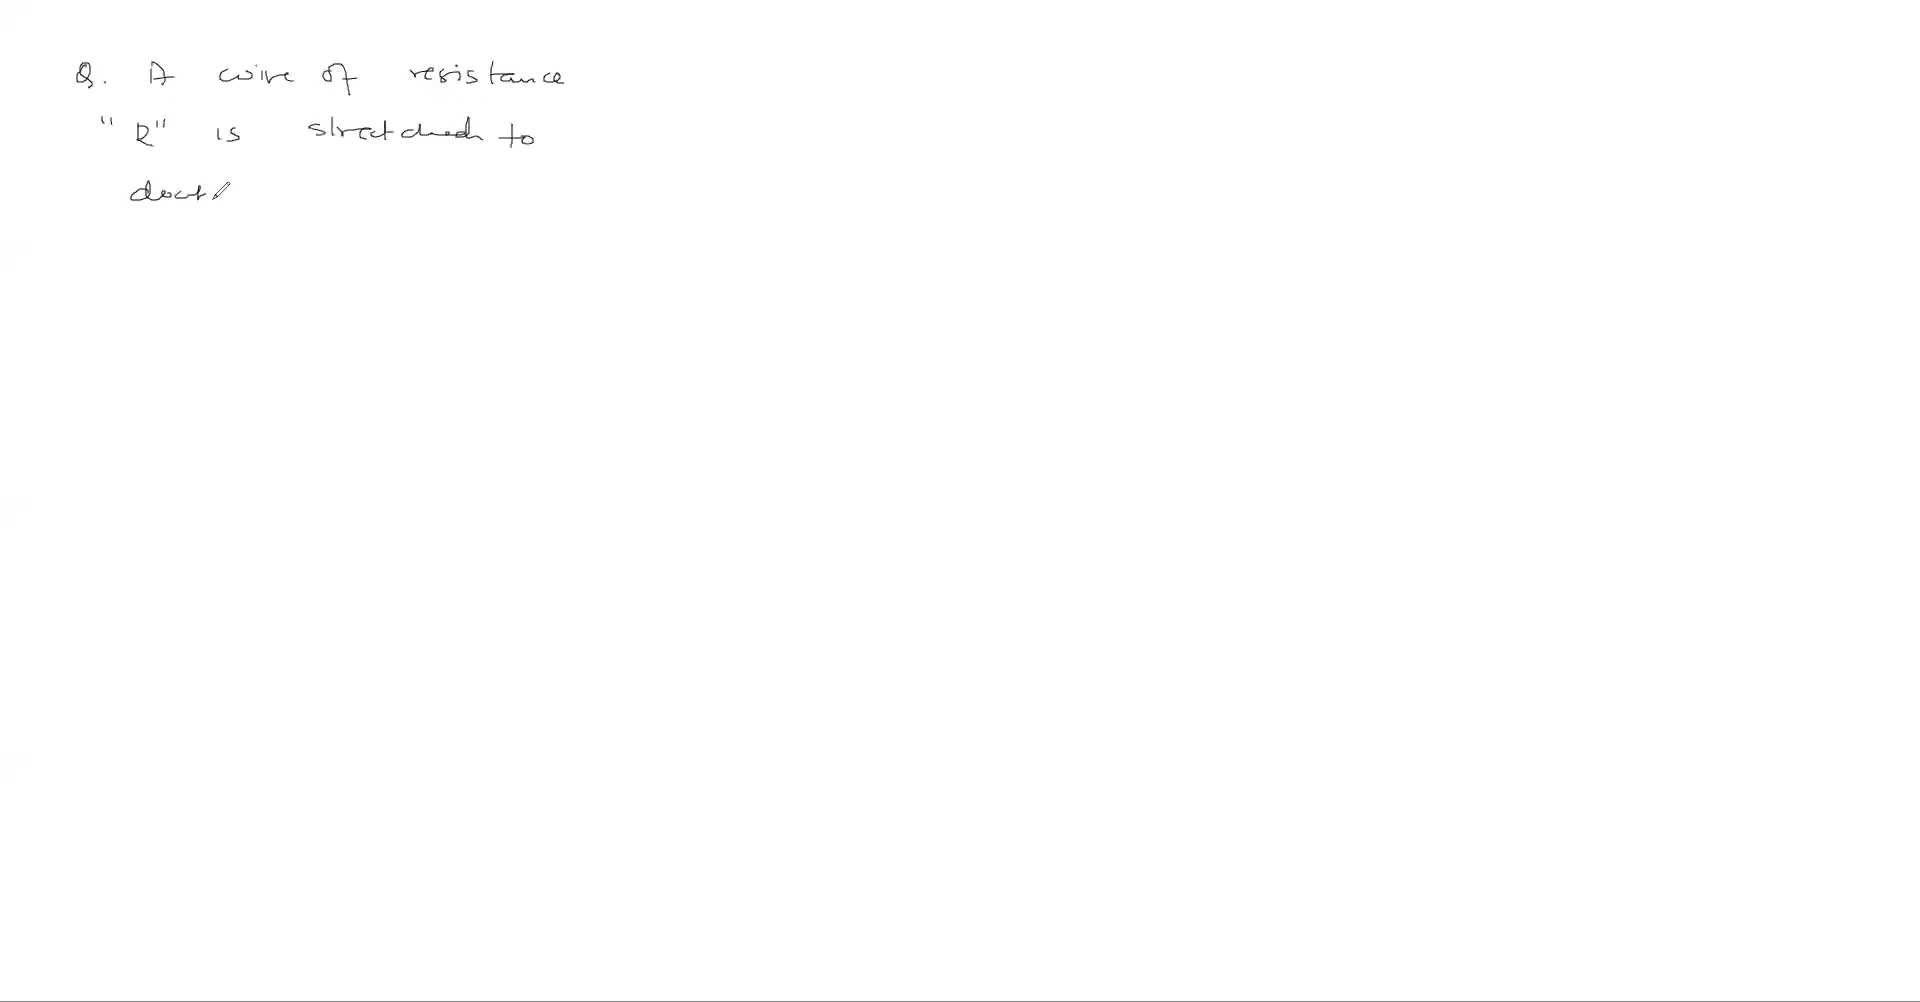 Q. A wire of resistance
"R" is stretched to